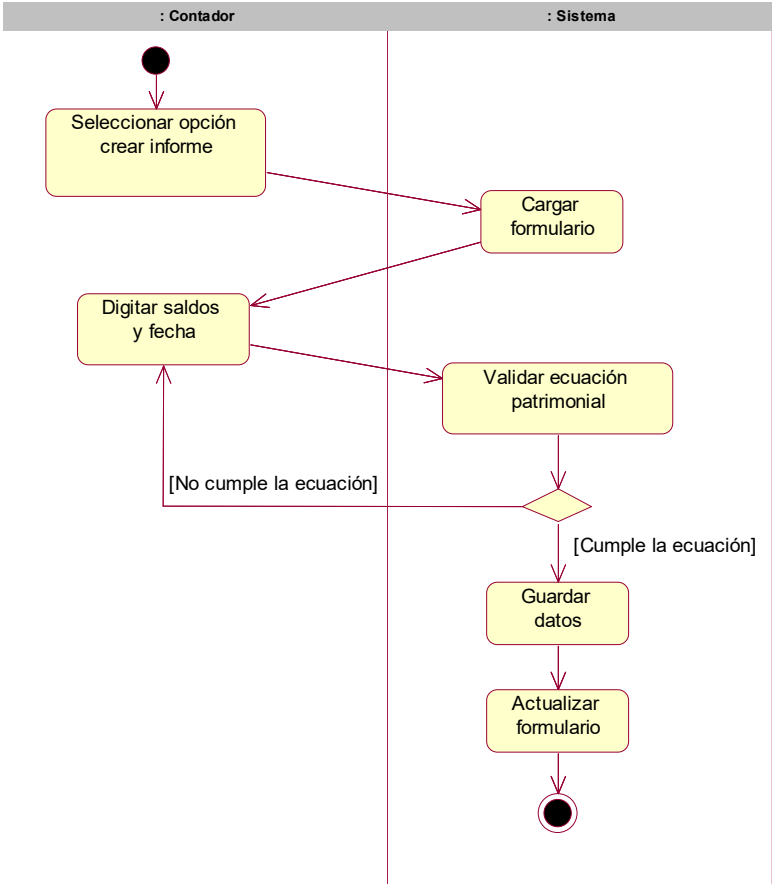 : Contador
: Sistema
Seleccionar opción
crear informe
Cargar
formulario
Digitar saldos
y fecha
Validar ecuación
patrimonial
[No cumple la ecuación]
[Cumple la ecuación]
Guardar
datos
Actualizar
formulario